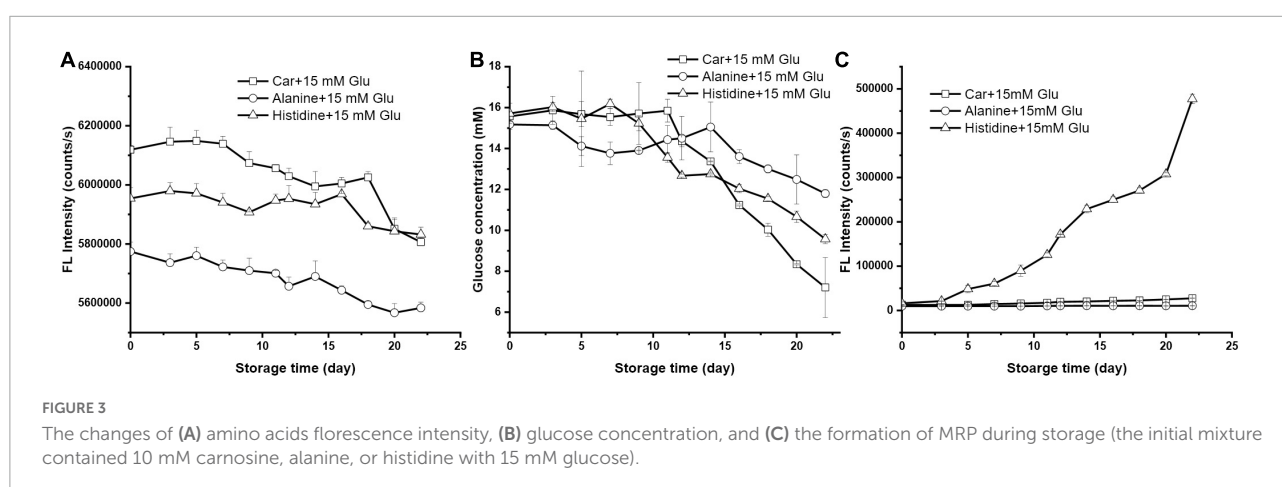 A
6400000
6200000
6000000
5800000
5600000
FL Intensity (counts/s)
Car+15 mM Glu
Alanine+15 mM Glu
Histidine+15 mM Glu
0 5 10 15 20 25
Storage time (day)
B
18
16
14
12
10
8
6
Glucose concentration (mM)
Car+15 mM Glu
Alanine+15 mM Glu
Histidine+15 mM Glu
0 5 10 15 20
Storage time (day)
C
500000
400000
300000
200000
100000
0
FL Intensity (counts/s)
Car+15mM Glu
Alanine+15mM Glu
Histidine+15mM Glu
0 5 10 15 20 25
Stoarge time (day)
FIGURE 3
The changes of (A) amino acids florescence intensity, (B) glucose concentration, and (C) the formation of MRP during storage (the initial mixture
contained 10 mM carnosine, alanine, or histidine with 15 mM glucose).